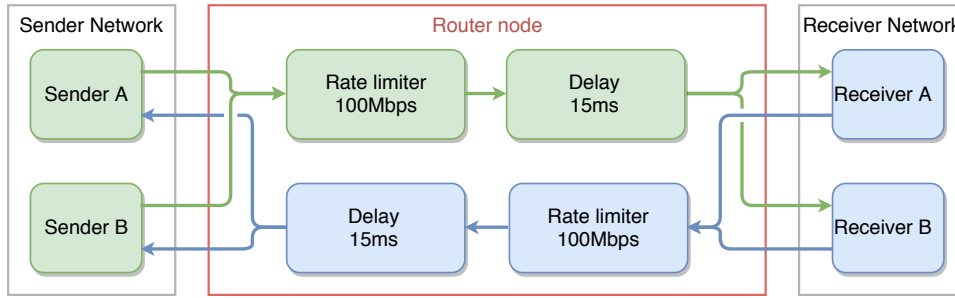 Sender Network
Router node
Receiver Network
Sender A
Rate limiter
100Mbps
Delay
15ms
Receiver A
Sender B
Delay
15ms
Rate limiter
100Mbps
Receiver B